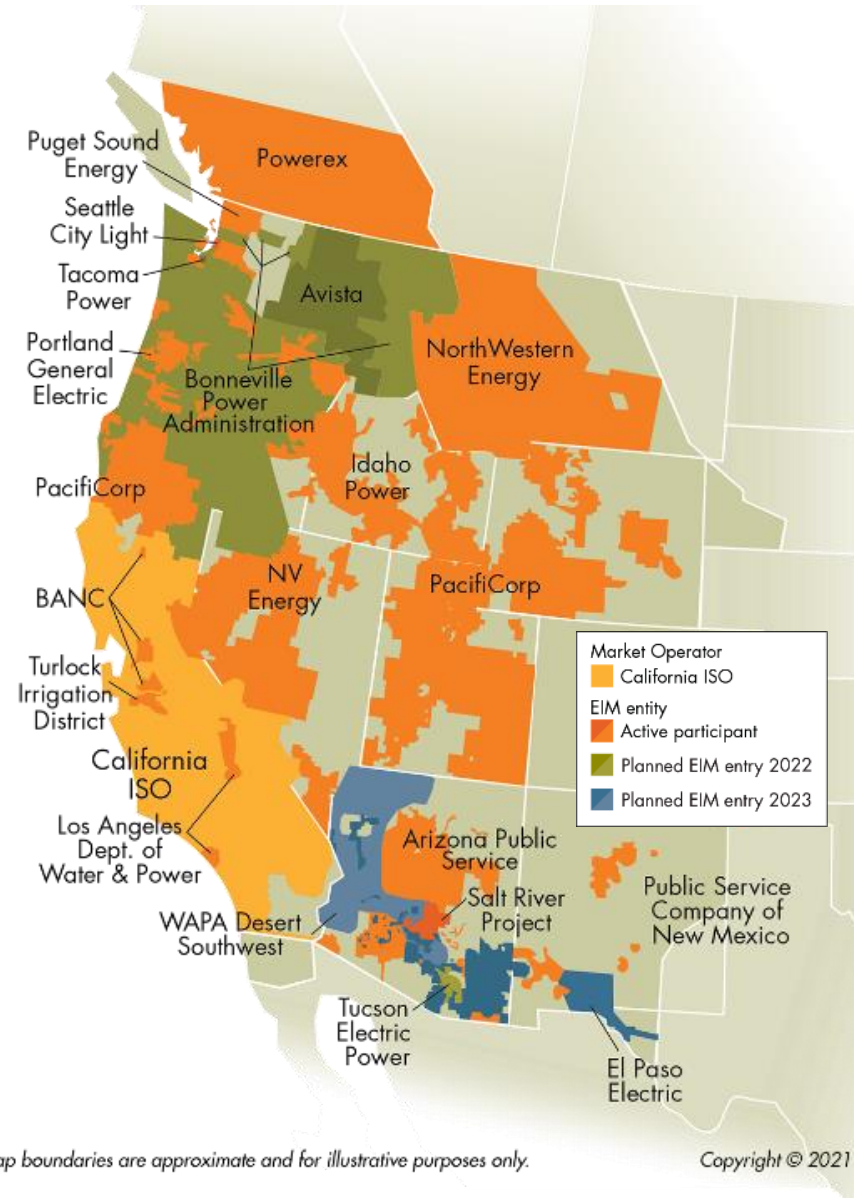 Puget Sound
Energy
Powerex
Seattle
City Light
Tacoma
Power
Avista
Portland
General
Electric
NorthWestern
Energy
Bonneville
Power
Administration
Idaho
Power
PacifiCorp
NV
Energy
PacifiCorp
BANC
Market Operator
California ISO
EIM entity
Active participant
Planned EIM entry 2022
Planned EIM entry 2023
Turlock
Irrigation
District
California
ISO
Los Angeles
Dept. of
Water & Power
Arizona Public
Service
Salt River
Project
Public Service
Company of
New Mexico
WAPA Desert
Southwest
Tucson
Electric
Power
El Paso
Electric
ap boundaries are approximate and for illustrative purposes only.
Copyright © 2021